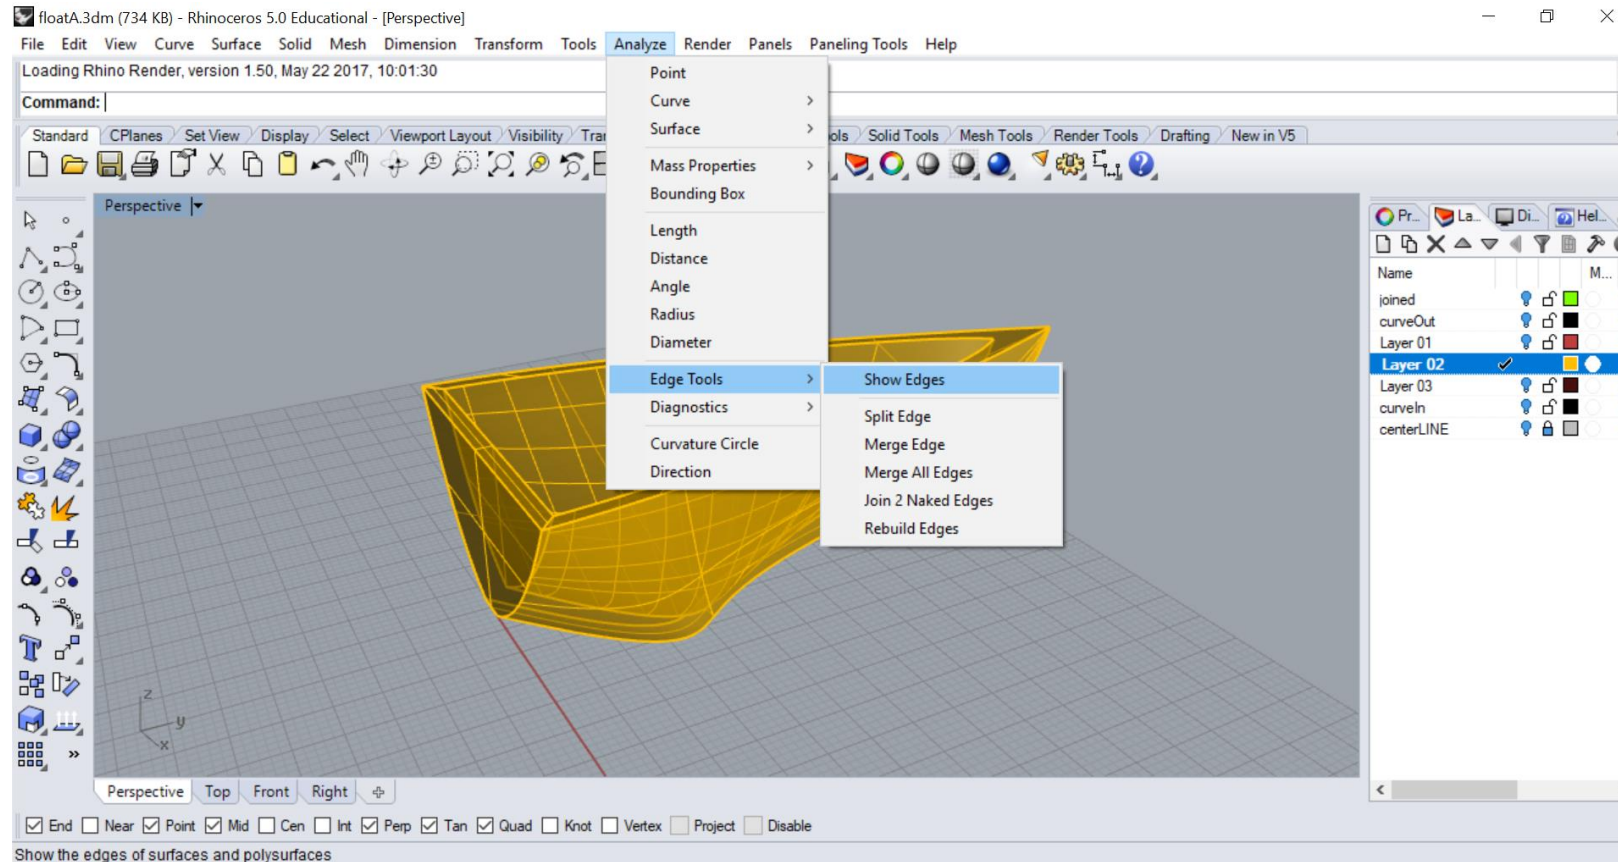 floatA.3dm (734 KB) - Rhinoceros 5.0 Educational - [Perspective]
File Edit View Curve Surface Solid Mesh Dimension Transform Tools Analyze Render Panels Paneling Tools Help
Loading Rhino Render, version 1.50, May 22 2017, 10:01:30
Command:
Standard CPlanes Set View Display Select Viewport Layout Visibility Tra ols Solid Tools Mesh Tools Render Tools Drafting New in V5
Point
Curve
Surface
Mass Properties
Bounding Box
Length
Distance
Angle
Radius
Diameter
Edge Tools
Diagnostics
Curvature Circle
Direction
Show Edges
Split Edge
Merge Edge
Merge All Edges
Join 2 Naked Edges
Rebuild Edges
Perspective
z
y
x
Pr... La... Di... Hel...
Name M...
joined
curveOut
Layer 01
Layer 02
Layer 03
curveIn
centerLINE
Perspective Top Front Right
End Near Point Mid Cen Int Perp Tan Quad Knot Vertex Project Disable
Show the edges of surfaces and polysurfaces